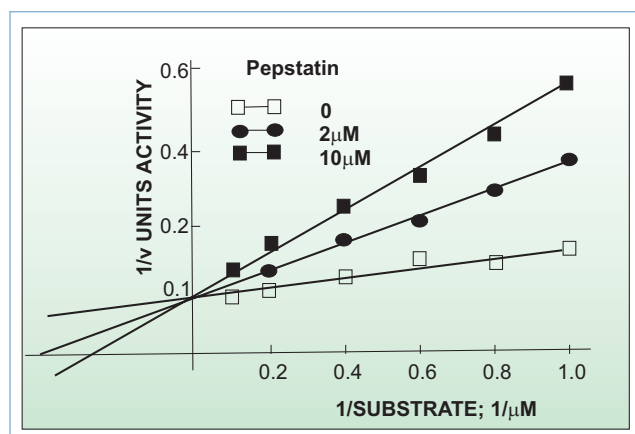 Pepstatin
0
2μM
10μM
1/v UNITS ACTIVITY
0.6
0.4
0.2
0.1
0.2 0.4 0.6 0.8 1.0
1/SUBSTRATE; 1/μM